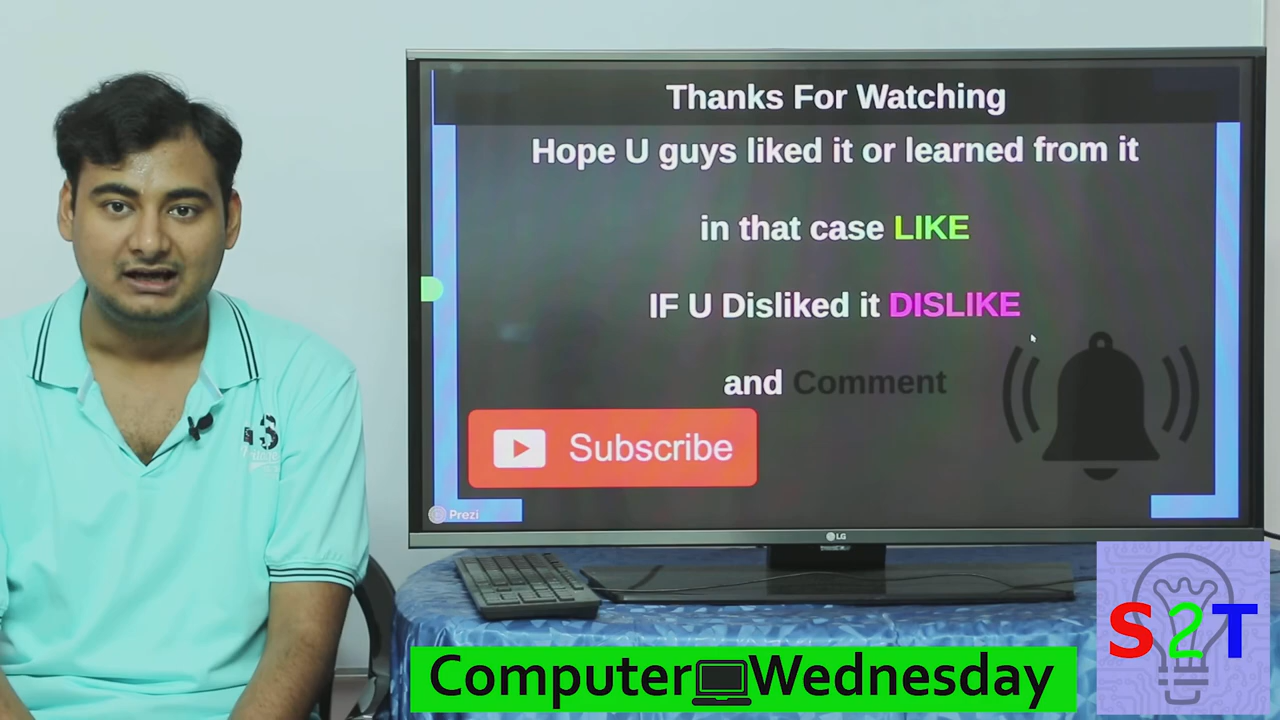 Thanks For Watching
Hope U guys liked it or learned from it
in that case LIKE
IF U Disliked it DISLIKE
and Comment
Subscribe
Prezi
LG
S2T
Computer Wednesday